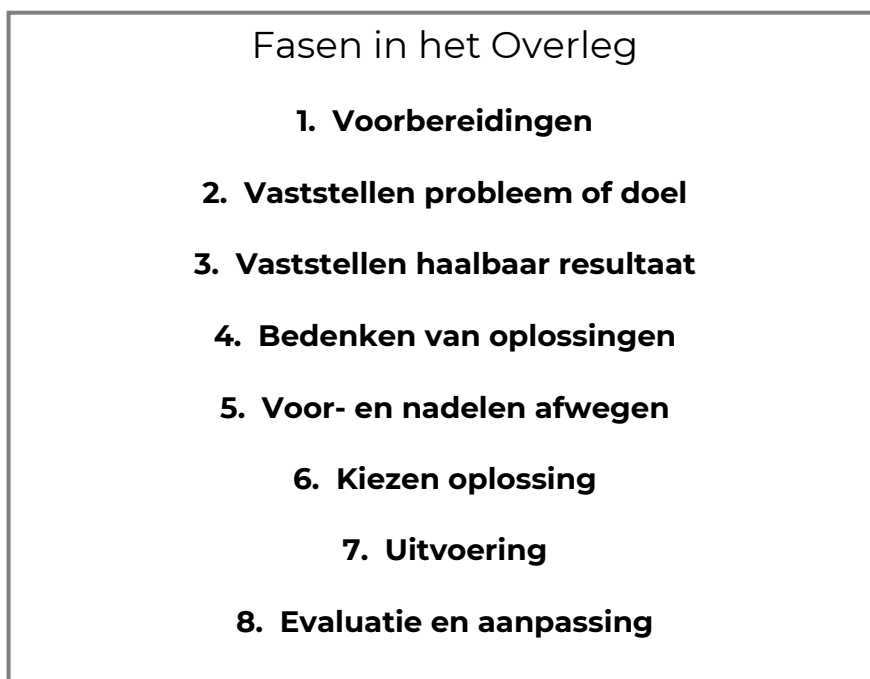 Fasen in het Overleg
1. Voorbereidingen
2. Vaststellen probleem of doel
3. Vaststellen haalbaar resultaat
4. Bedenken van oplossingen
5. Voor- en nadelen afwegen
6. Kiezen oplossing
7. Uitvoering
8. Evaluatie en aanpassing